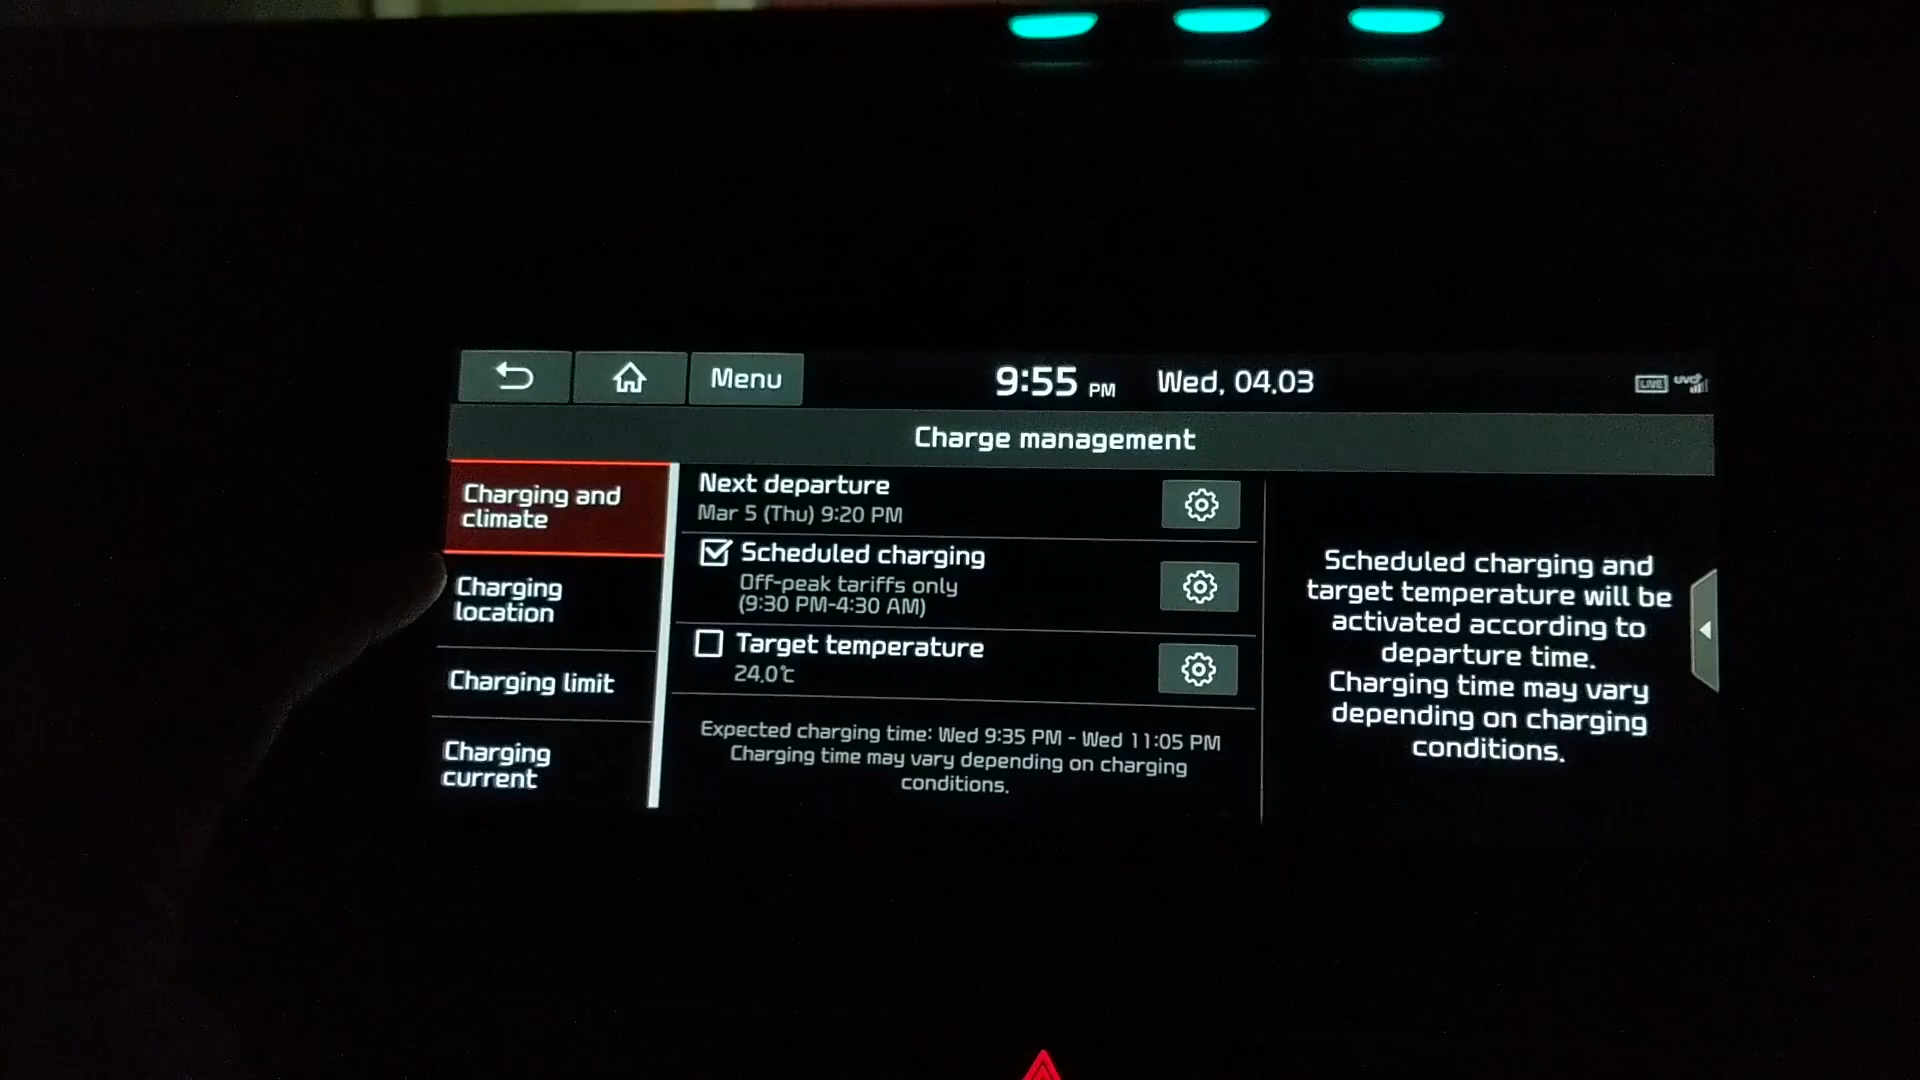 Menu
9:55 PM
Wed, 04.03
LIVE
UVO
Charge management
Charging and
climate
Charging
location
Charging limit
Charging
current
Next departure
Mar 5 (Thu) 9:20 PM
Scheduled charging
Off-peak tariffs only
(9:30 PM-4:30 AM)
Target temperature
24.0℃
Expected charging time: Wed 9:35 PM - Wed 11:05 PM
Charging time may vary depending on charging
conditions.
Scheduled charging and
target temperature will be
activated according to
departure time.
Charging time may vary
depending on charging
conditions.